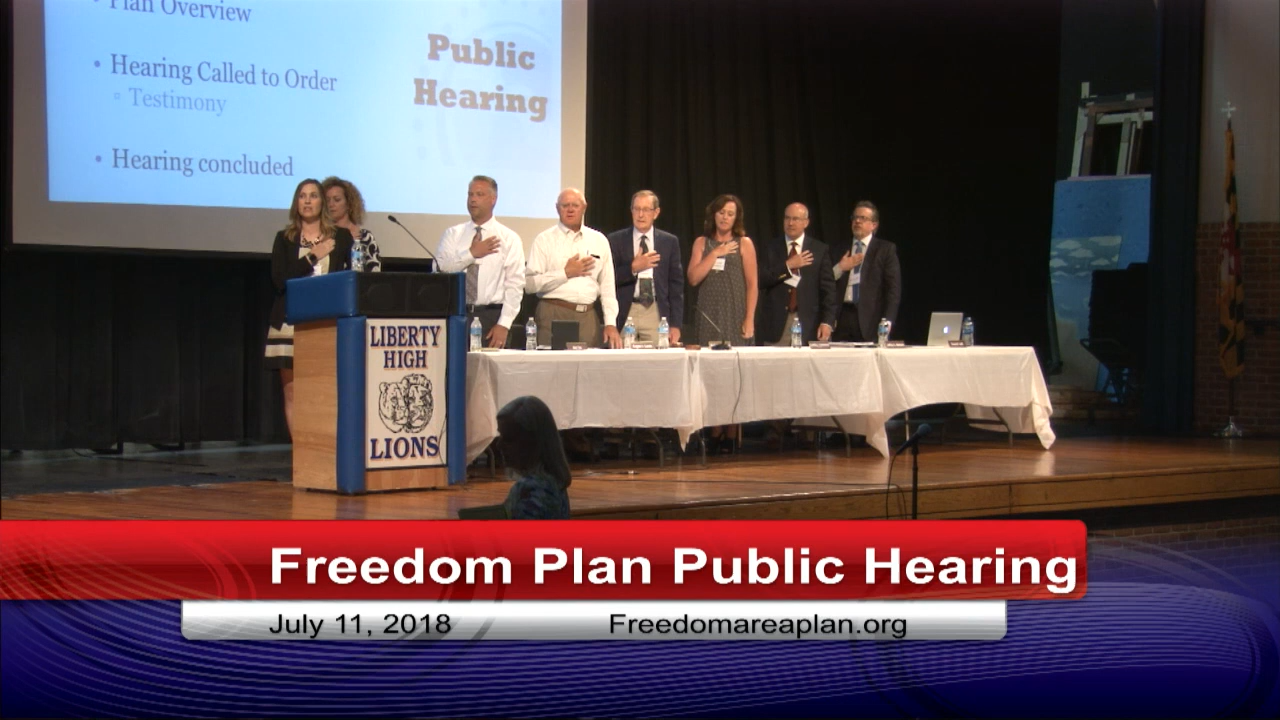 Plan Overview
• Hearing Called to Order
◦ Testimony
• Hearing concluded
Public
Hearing
LIBERTY
HIGH
LIONS
Freedom Plan Public Hearing
July 11, 2018 Freedomareaplan.org